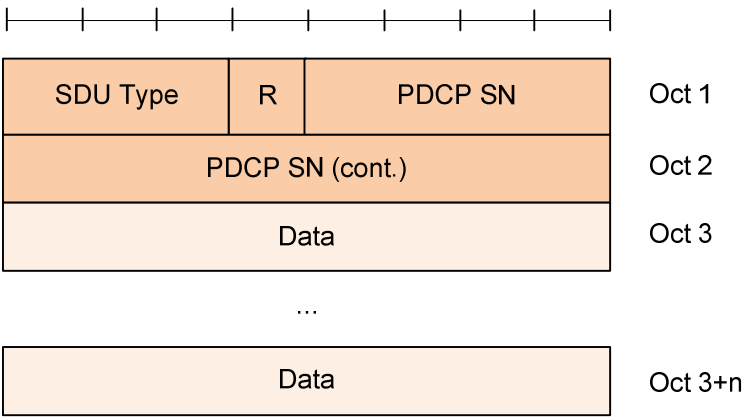 SDU Type R PDCP SN Oct 1
PDCP SN (cont.) Oct 2
Data Oct 3
...
Data Oct 3+n